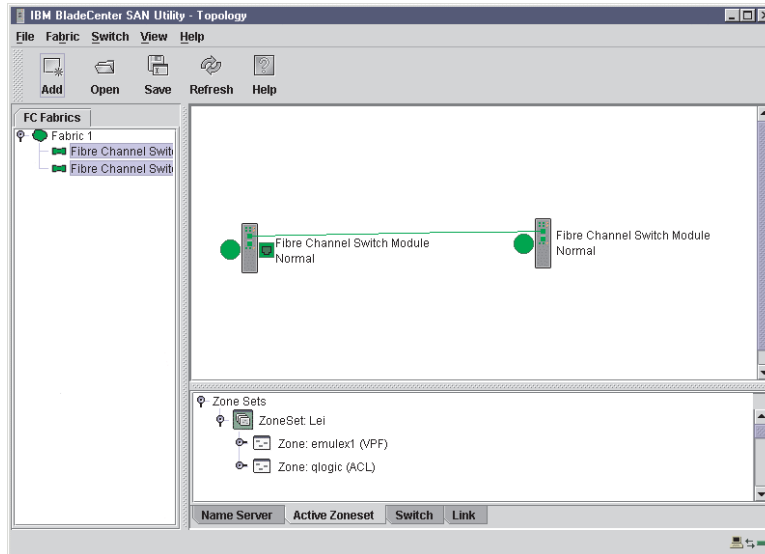 IBM BladeCenter SAN Utility - Topology
File Fabric Switch View Help
Add Open Save Refresh Help
FC Fabrics
Fabric 1
Fibre Channel Swit
Fibre Channel Swit
Fibre Channel Switch Module
Normal
Fibre Channel Switch Module
Normal
Zone Sets
ZoneSet: Lei
Zone: emulex1 (VPF)
Zone: qlogic (ACL)
Name Server Active Zoneset Switch Link